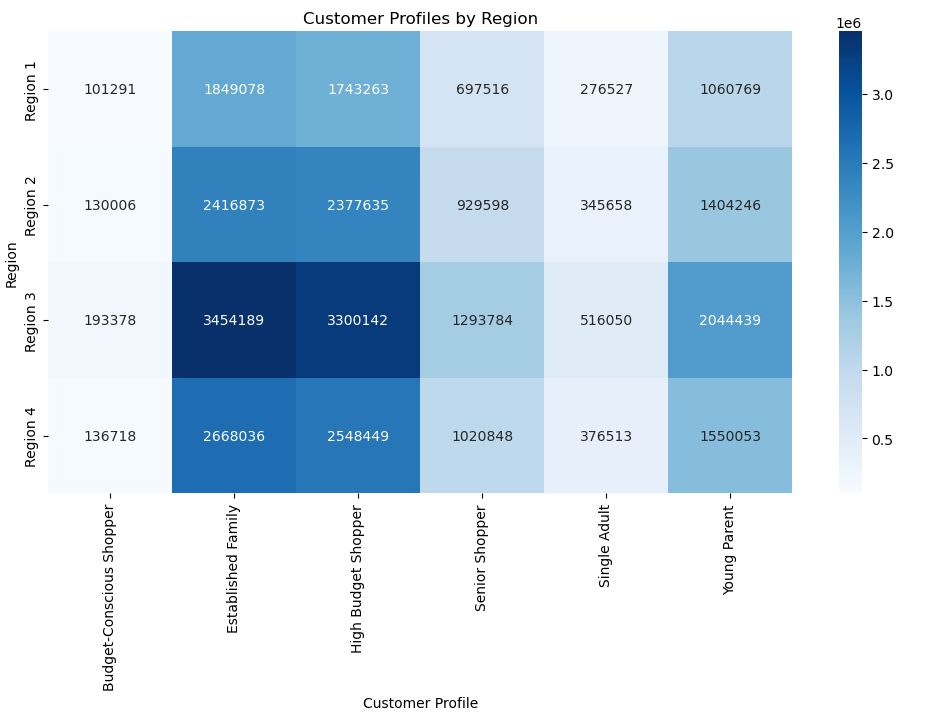 Customer Profiles by Region
1e6
Region 1 101291 1849078 1743263 697516 276527 1060769
Region 2 130006 2416873 2377635 929598 345658 1404246
Region 3 193378 3454189 3300142 1293784 516050 2044439
Region 4 136718 2668036 2548449 1020848 376513 1550053
Region
Budget-Conscious Shopper
Established Family
High Budget Shopper
Senior Shopper
Single Adult
Young Parent
Customer Profile
3.0
2.5
2.0
1.5
1.0
0.5